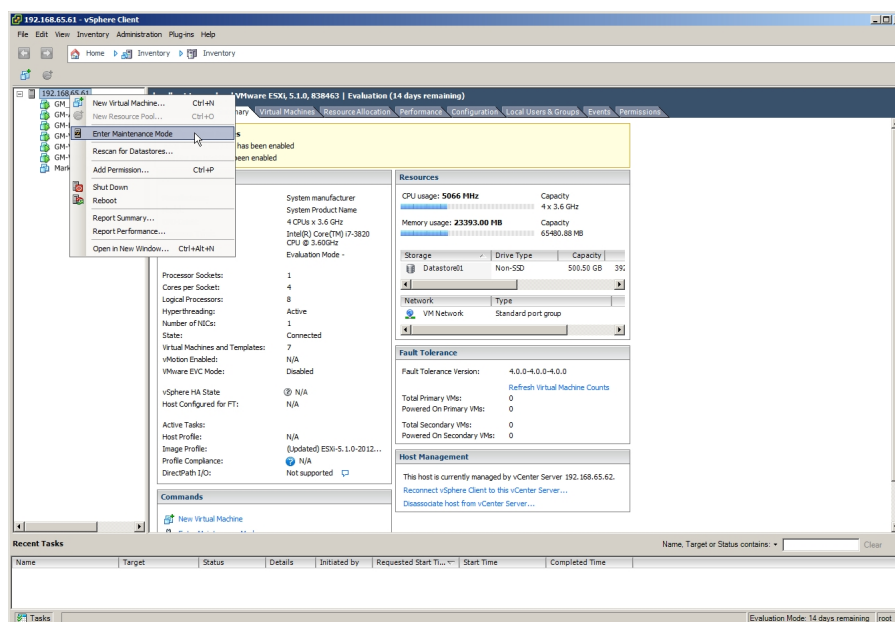 192.168.65.61 - vSphere Client
File Edit View Inventory Administration Plug-ins Help
Home Inventory Inventory
192.168.65.61
VMware ESXi, 5.1.0, 838463 | Evaluation (14 days remaining)
Virtual Machines Resource Allocation Performance Configuration Local Users & Groups Events Permissions
New Virtual Machine... Ctrl+N
New Resource Pool... Ctrl+O
Enter Maintenance Mode
Rescan for Datastores...
Add Permission... Ctrl+P
Shut Down
Reboot
Report Summary...
Report Performance...
Open in New Window... Ctrl+Alt+N
GM_
GM-
GM-
GM-
GM-
GM-
Mark
has been enabled
been enabled
System manufacturer
System Product Name
4 CPUs x 3.6 GHz
Intel(R) Core(TM) i7-3820
CPU @ 3.60GHz
Evaluation Mode -
Processor Sockets: 1
Cores per Socket: 4
Logical Processors: 8
Hyperthreading: Active
Number of NICs: 1
State: Connected
Virtual Machines and Templates: 7
vMotion Enabled: N/A
VMware EVC Mode: Disabled
vSphere HA State N/A
Host Configured for FT: N/A
Active Tasks:
Host Profile: N/A
Image Profile: (Updated) ESXi-5.1.0-2012...
Profile Compliance: N/A
DirectPath I/O: Not supported
Commands
New Virtual Machine
Resources
CPU usage: 5066 MHz Capacity
4 x 3.6 GHz
Memory usage: 23393.00 MB Capacity
65480.88 MB
Storage Drive Type Capacity
Datastore01 Non-SSD 500.50 GB 392
Network Type
VM Network Standard port group
Fault Tolerance
Fault Tolerance Version: 4.0.0-4.0.0-4.0.0
Refresh Virtual Machine Counts
Total Primary VMs: 0
Powered On Primary VMs: 0
Total Secondary VMs: 0
Powered On Secondary VMs: 0
Host Management
This host is currently managed by vCenter Server 192.168.65.62.
Reconnect vSphere Client to this vCenter Server...
Disassociate host from vCenter Server...
Recent Tasks
Name, Target or Status contains: Clear
Name Target Status Details Initiated by Requested Start Ti... Start Time Completed Time
Tasks
Evaluation Mode: 14 days remaining root